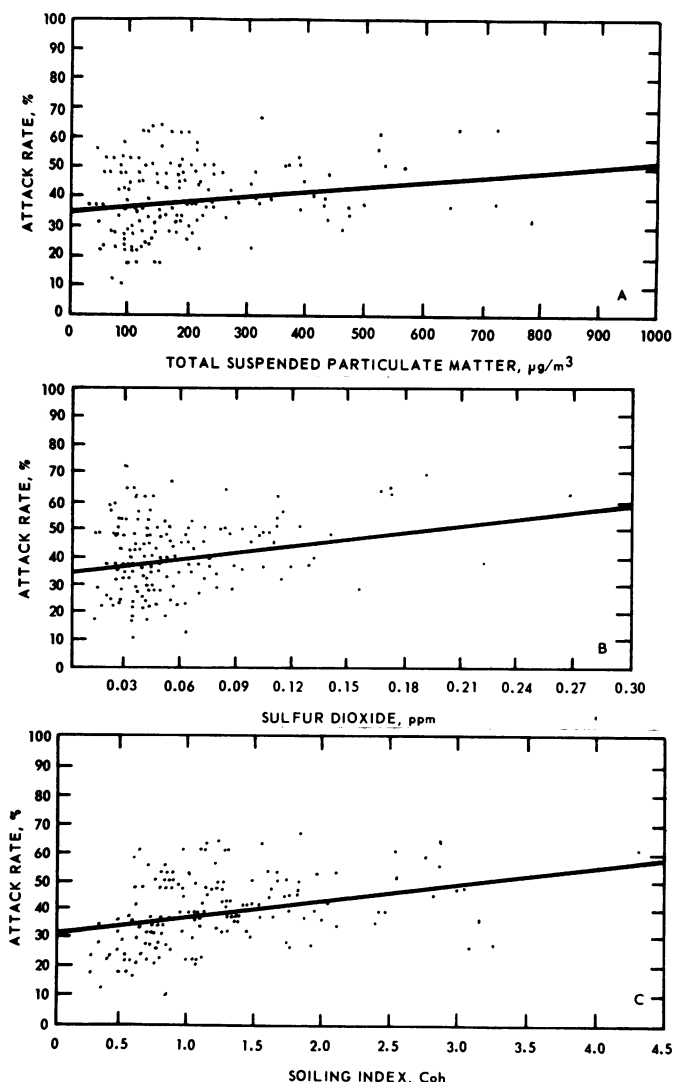 100
90
80
70
60
50
40
30
20
10
0
ATTACK RATE, %
A
0 100 200 300 400 500 600 700 800 900 1000
TOTAL SUSPENDED PARTICULATE MATTER, µg/m³
100
90
80
70
60
50
40
30
20
10
0
ATTACK RATE, %
B
0.03 0.06 0.09 0.12 0.15 0.18 0.21 0.24 0.27 0.30
SULFUR DIOXIDE, ppm
100
90
80
70
60
50
40
30
20
10
0
ATTACK RATE, %
C
0 0.5 1.0 1.5 2.0 2.5 3.0 3.5 4.0 4.5
SOILING INDEX, Coh